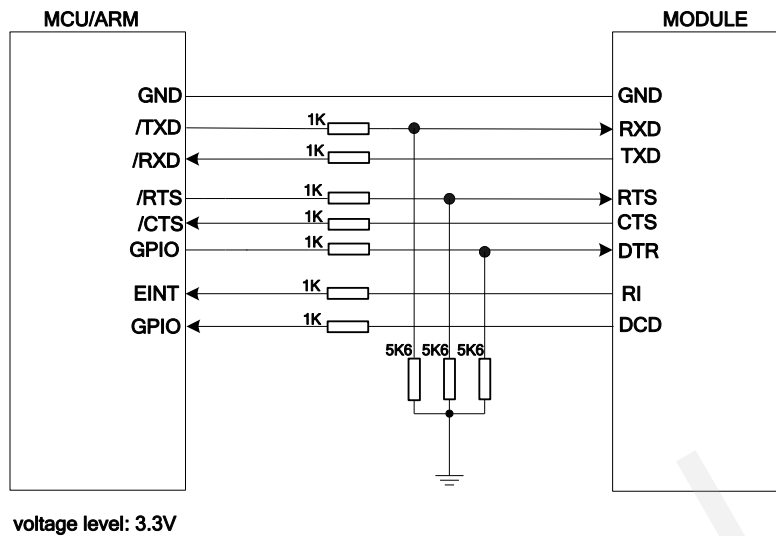 MCU/ARM MODULE
GND GND
/TXD 1K RXD
/RXD 1K TXD
/RTS 1K RTS
/CTS 1K CTS
GPIO 1K DTR
EINT 1K RI
GPIO 1K DCD
5K6 5K6 5K6
voltage level: 3.3V